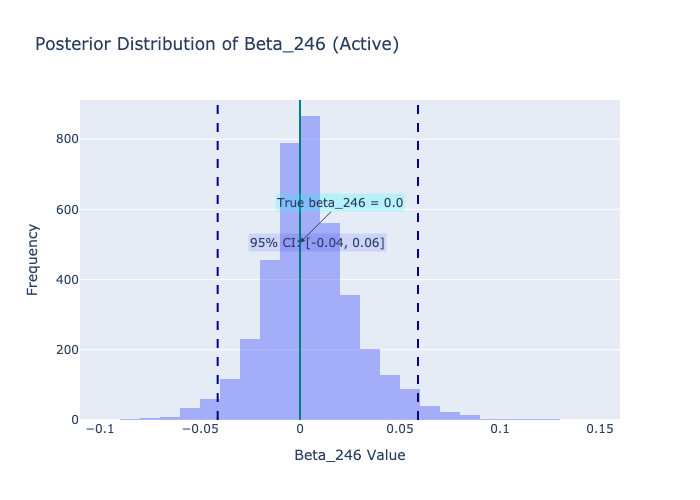 Posterior Distribution of Beta_246 (Active)
800
600
400
200
0
Frequency
True beta_246 = 0.0
95% CI: [-0.04, 0.06]
−0.1
−0.05
0
0.05
0.1
0.15
Beta_246 Value